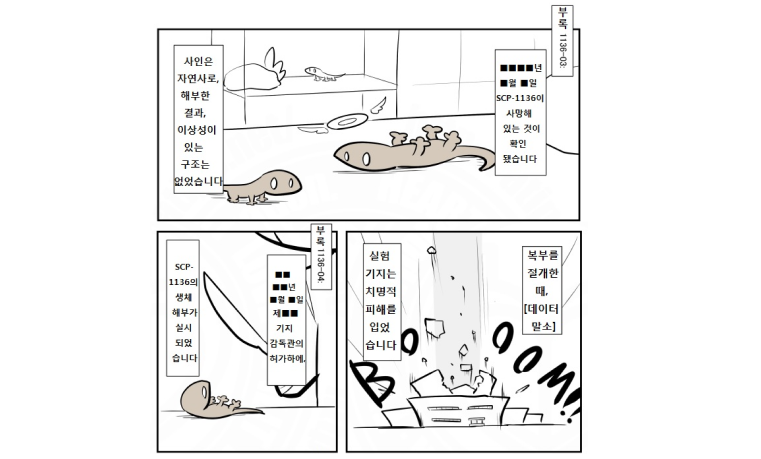 부록 1136-03:
■■■■년
■월 ■일
SCP-1136이
사망해
있는 것이
확인
됐습니다
사인은
자연사로,
해부한
결과,
이상성이
있는
구조는
없었습니다
부록 1136-04:
■■
■■년
■월 ■일
제■■
기지
감독관의
허가하에,
SCP-
1136의
생체
해부가
실시
되었
습니다
복부를
절개한
때,
[데이터
말소]
실험
기지는
치명적
피해를
입었
습니다
BOOOM!!